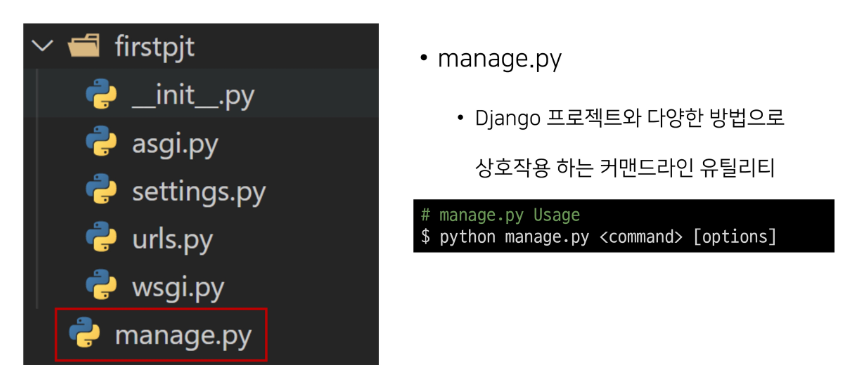 firstpjt
__init__.py
asgi.py
settings.py
urls.py
wsgi.py
manage.py
• manage.py
• Django 프로젝트와 다양한 방법으로
상호작용 하는 커맨드라인 유틸리티
# manage.py Usage
$ python manage.py <command> [options]